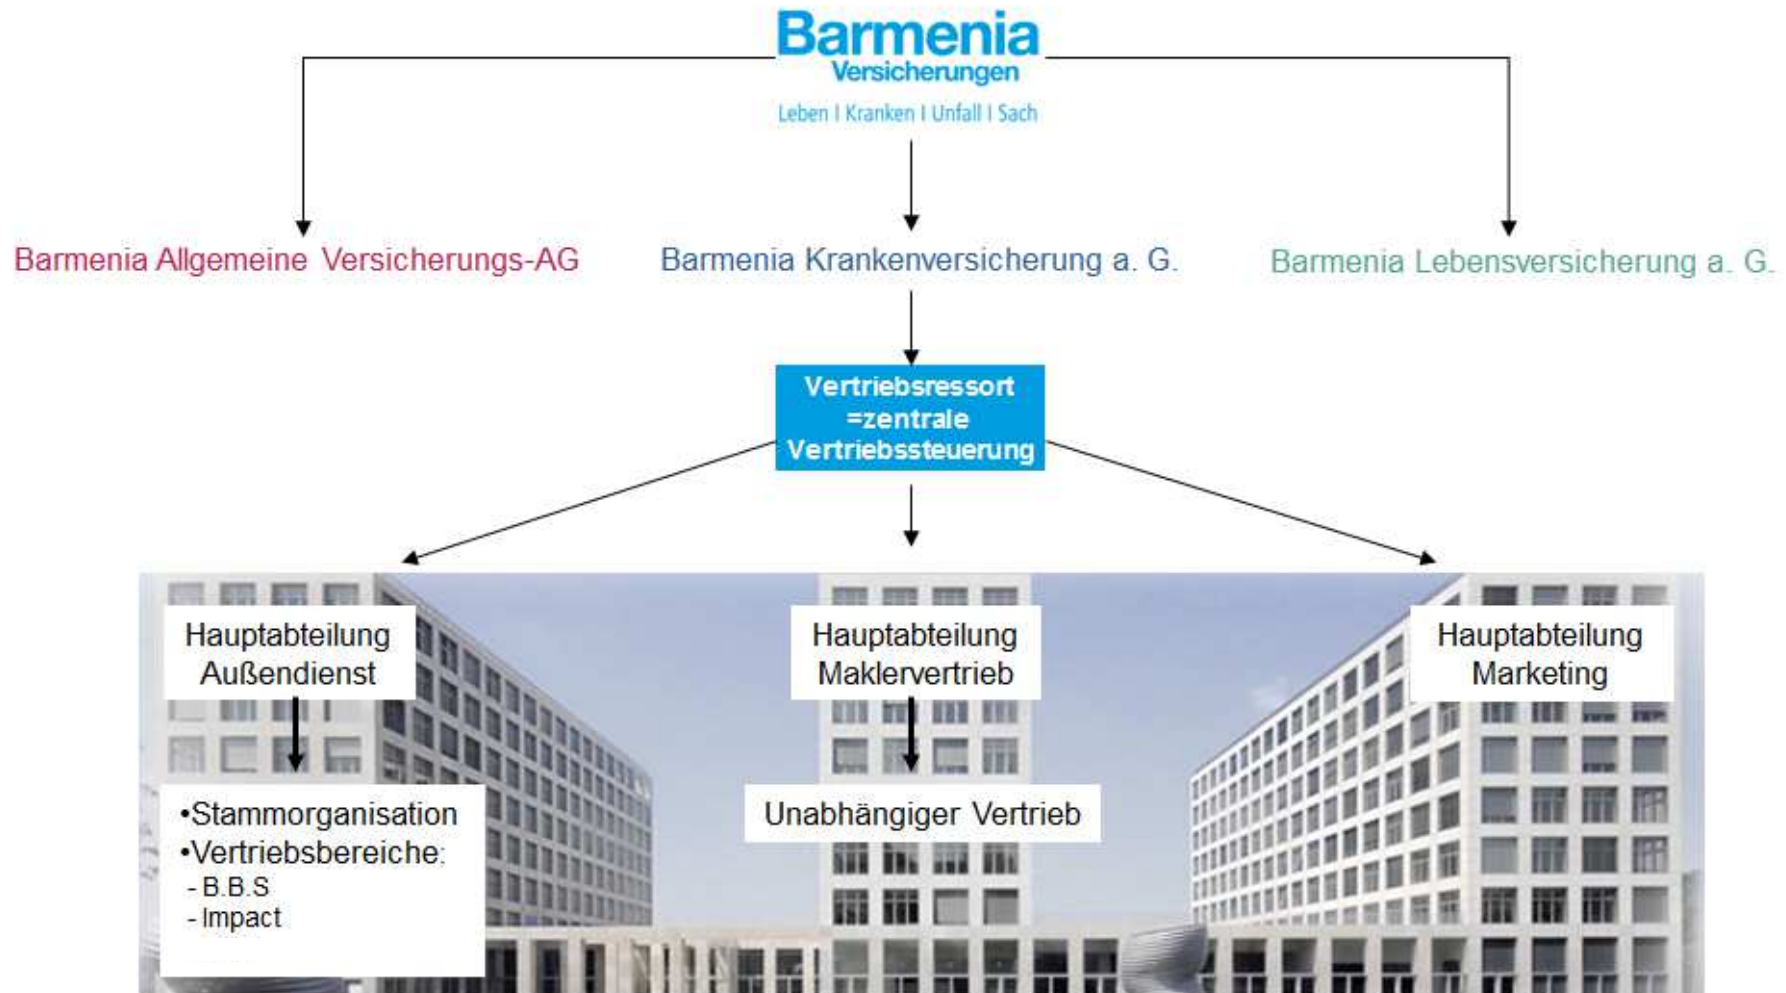 Barmenia
Versicherungen
Leben I Kranken I Unfall I Sach
Barmenia Allgemeine Versicherungs-AG
Barmenia Krankenversicherung a. G.
Barmenia Lebensversicherung a. G.
Vertriebsressort
=zentrale
Vertriebssteuerung
Hauptabteilung
Außendienst
Hauptabteilung
Maklervertrieb
Hauptabteilung
Marketing
•Stammorganisation
•Vertriebsbereiche:
- B.B.S
- Impact
Unabhängiger Vertrieb